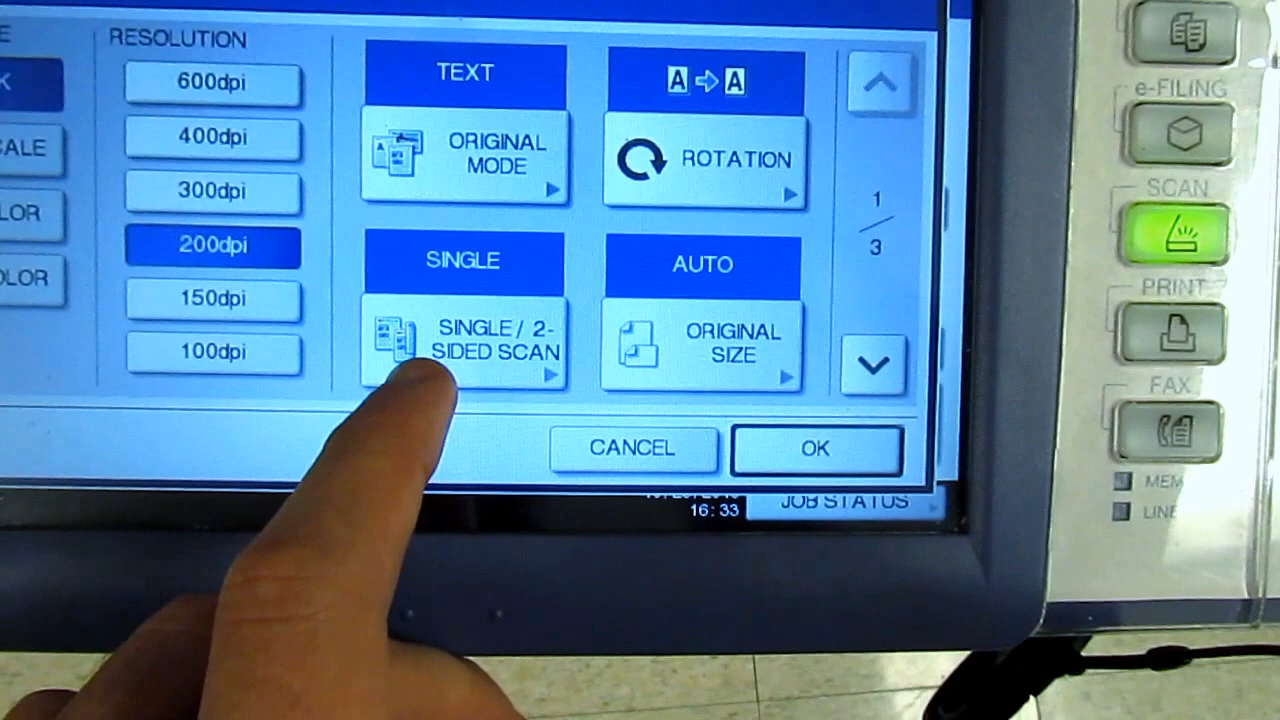 E
K
CALE
LOR
OLOR
RESOLUTION
600dpi
400dpi
300dpi
200dpi
150dpi
100dpi
TEXT
ORIGINAL
MODE
A A
ROTATION
SINGLE
SINGLE / 2-
SIDED SCAN
AUTO
ORIGINAL
SIZE
1
3
CANCEL
OK
16:33
JOB STATUS
e-FILING
SCAN
PRINT
FAX
MEM
LINE